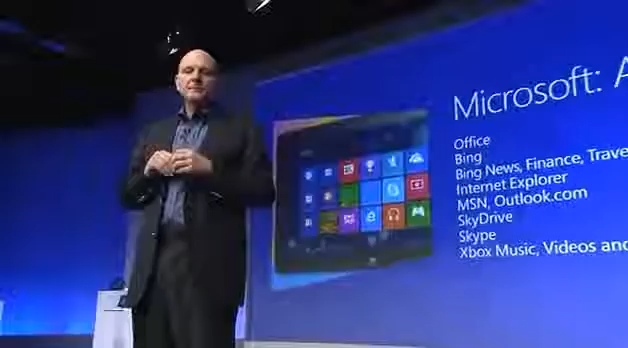 Microsoft: A
Office
Bing
Bing News, Finance, Trave
Internet Explorer
MSN, Outlook.com
SkyDrive
Skype
Xbox Music, Videos and